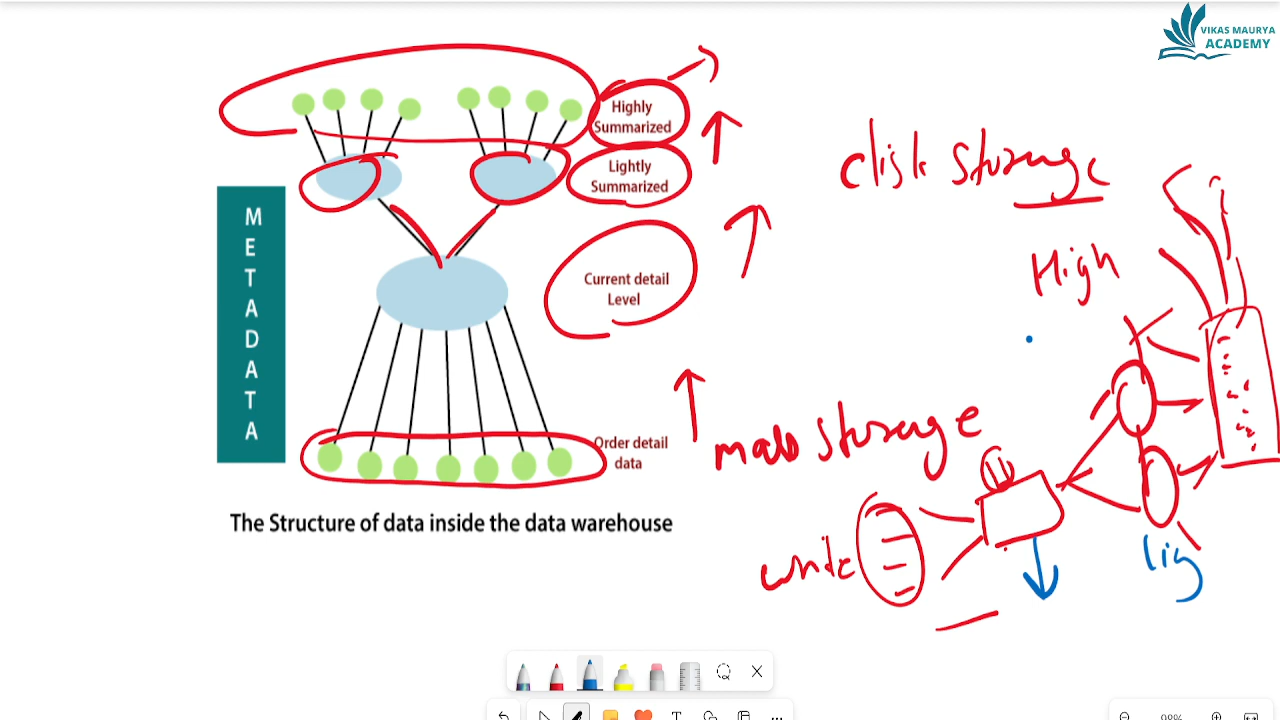 VIKAS MAURYA
ACADEMY
Highly
Summarized
Lightly
Summarized
disk storage
METADATA
High
Current detail
Level
mass storage
Order detail
data
The Structure of data inside the data warehouse